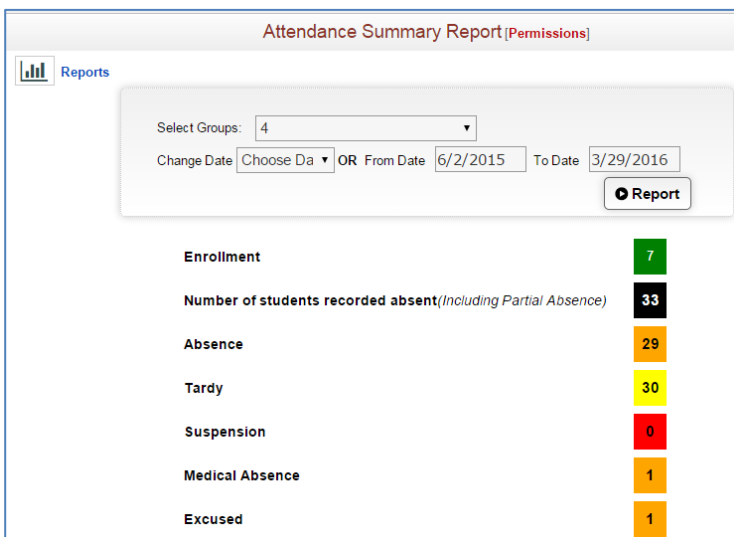 Attendance Summary Report [Permissions]
Reports
Select Groups: 4
Change Date Choose Da OR From Date 6/2/2015 To Date 3/29/2016
Report
Enrollment 7
Number of students recorded absent(Including Partial Absence) 33
Absence 29
Tardy 30
Suspension 0
Medical Absence 1
Excused 1